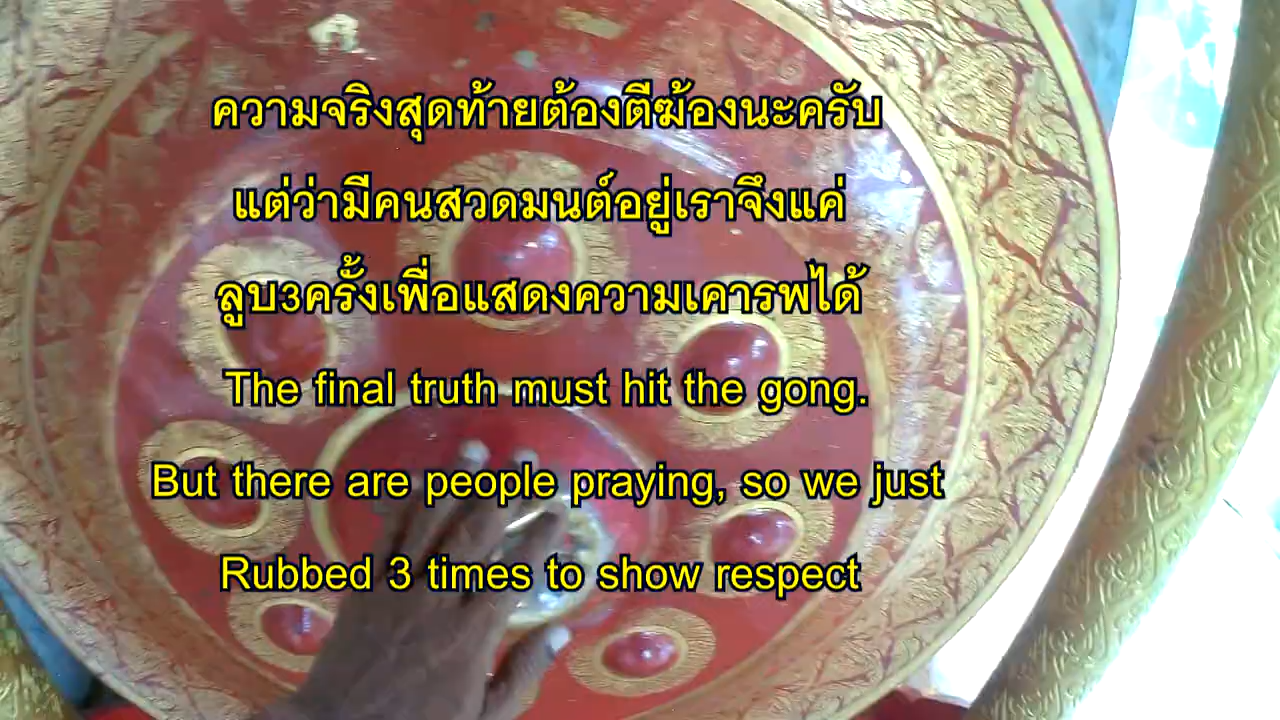 ความจริงสุดท้ายต้องตีฆ้องนะครับ
แต่ว่ามีคนสวดมนต์อยู่เราจึงแค่
ลูบ3ครั้งเพื่อแสดงความเคารพได้
The final truth must hit the gong.
But there are people praying, so we just
Rubbed 3 times to show respect